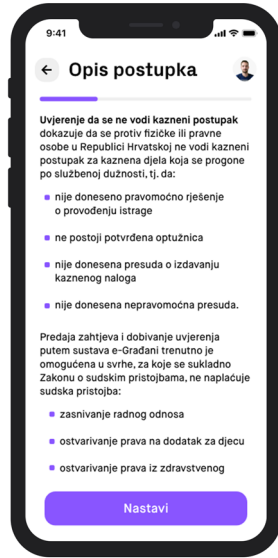 9:41
Opis postupka
Uvjerenje da se ne vodi kazneni postupak
dokazuje da se protiv fizičke ili pravne
osobe u Republici Hrvatskoj ne vodi kazneni
postupak za kaznena djela koja se progone
po službenoj dužnosti, tj. da:
nije doneseno pravomoćno rješenje
o provođenju istrage
ne postoji potvrđena optužnica
nije donesena presuda o izdavanju
kaznenog naloga
nije donesena nepravomoćna presuda.
Predaja zahtjeva i dobivanje uvjerenja
putem sustava e-Građani trenutno je
omogućena u svrhe, za koje se sukladno
Zakonu o sudskim pristojbama, ne naplaćuje
sudska pristojba:
zasnivanje radnog odnosa
ostvarivanje prava na dodatak za djecu
ostvarivanje prava iz zdravstvenog
Nastavi